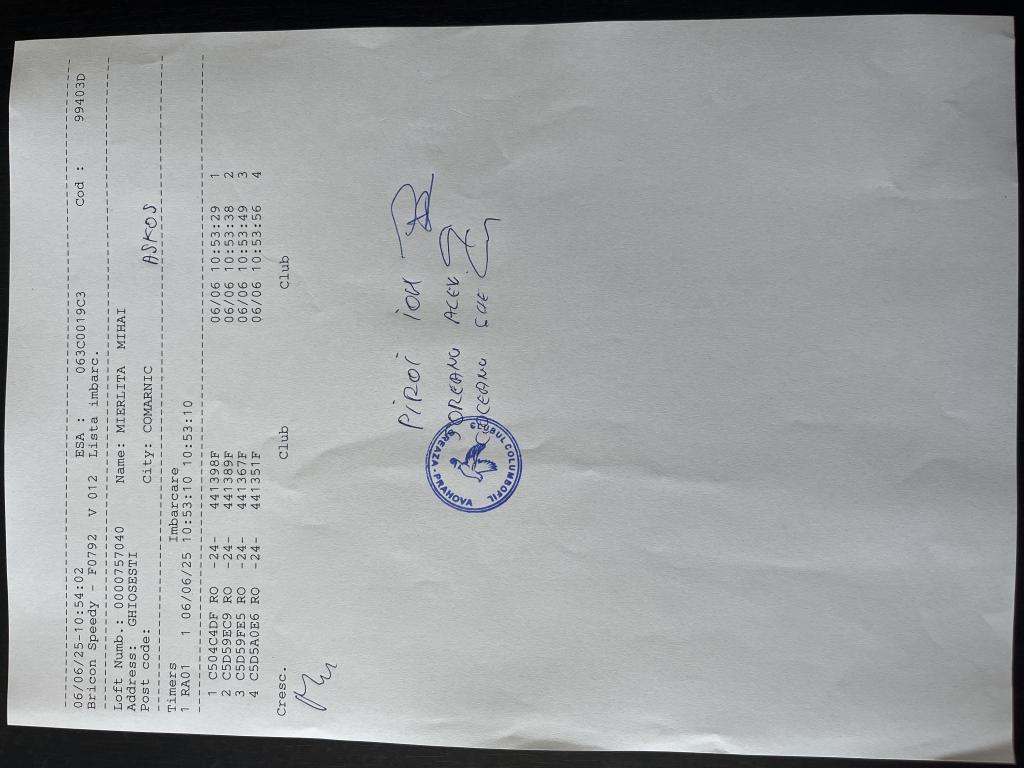 06/06/25-10:54:02 ESA : 063C0019C3 Cod : 99403D
Bricon Speedy - F0792 V 012 Lista imbarc.
Loft Numb.: 0000757040 Name: MIERLITA MIHAI
Address: GHIOSESTI
Post code: City: COMARNIC
ASKOS
Timers Imbarcare
1 RA01 1 06/06/25 10:53:10 10:53:10
1 C504C4DF RO -24- 441398F 06/06 10:53:29 1
2 C5D59EC9 RO -24- 441389F 06/06 10:53:38 2
3 C5D59FE5 RO -24- 441367F 06/06 10:53:49 3
4 C5D5A0E6 RO -24- 441351F 06/06 10:53:56 4
Cresc. Club Club
PIROI ION
BREAZA-PRAHOVA
CLUBUL COLUMBOFIL